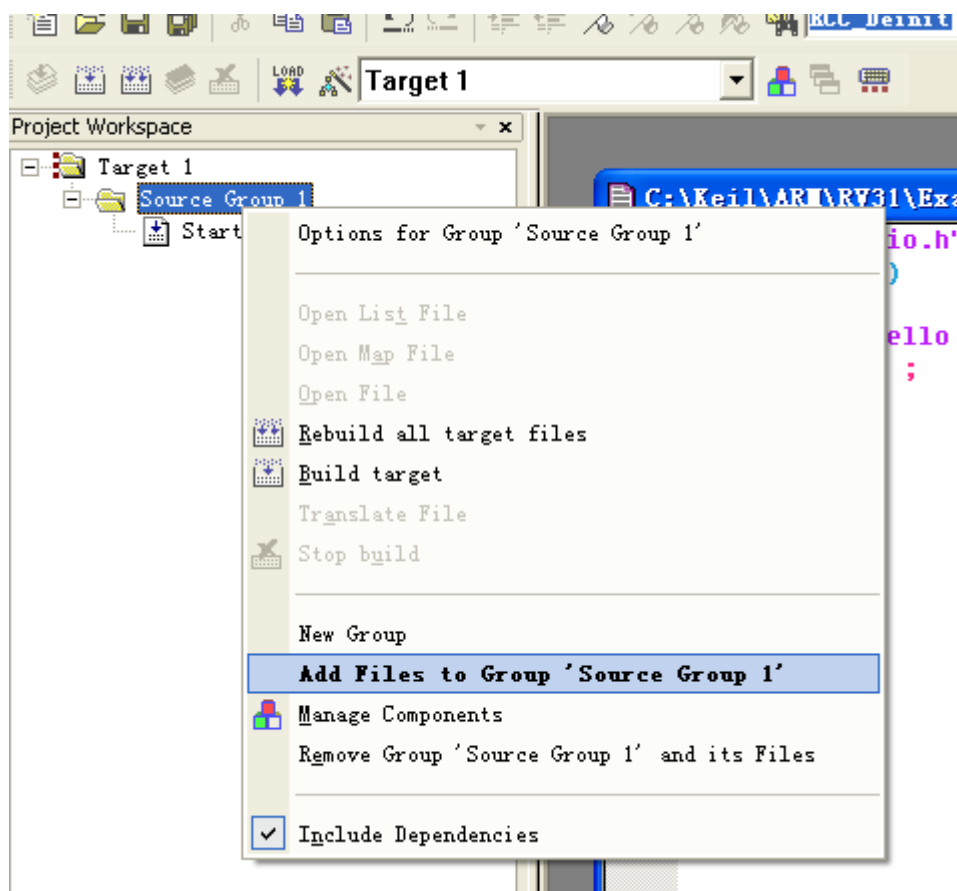 RCC_Deinit
LOAD
Target 1
Project Workspace
Target 1
Source Group 1
C:\Keil\ARM\RV31\Exa
Start
io.h"
)
ello
;
Options for Group 'Source Group 1'
Open List File
Open Map File
Open File
Rebuild all target files
Build target
Translate File
Stop build
New Group
Add Files to Group 'Source Group 1'
Manage Components
Remove Group 'Source Group 1' and its Files
Include Dependencies